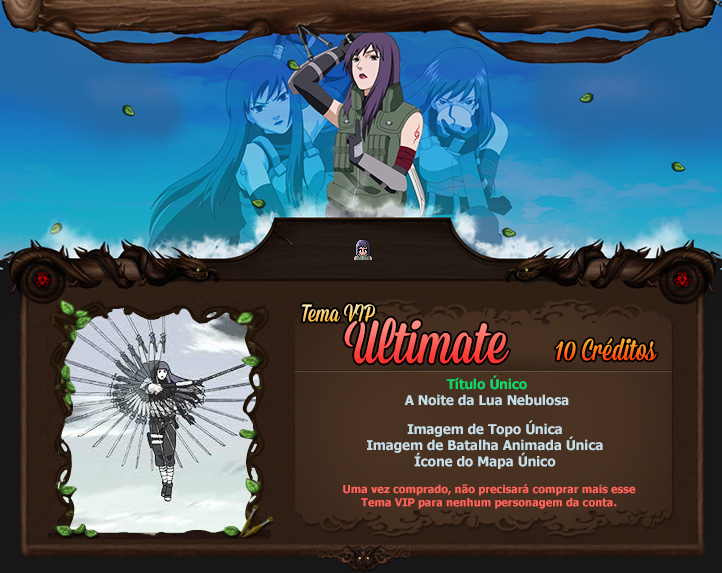 Tema VIP
Ultimate
10 Créditos
Título Único
A Noite da Lua Nebulosa
Imagem de Topo Única
Imagem de Batalha Animada Única
Ícone do Mapa Único
Uma vez comprado, não precisará comprar mais esse
Tema VIP para nenhum personagem da conta.